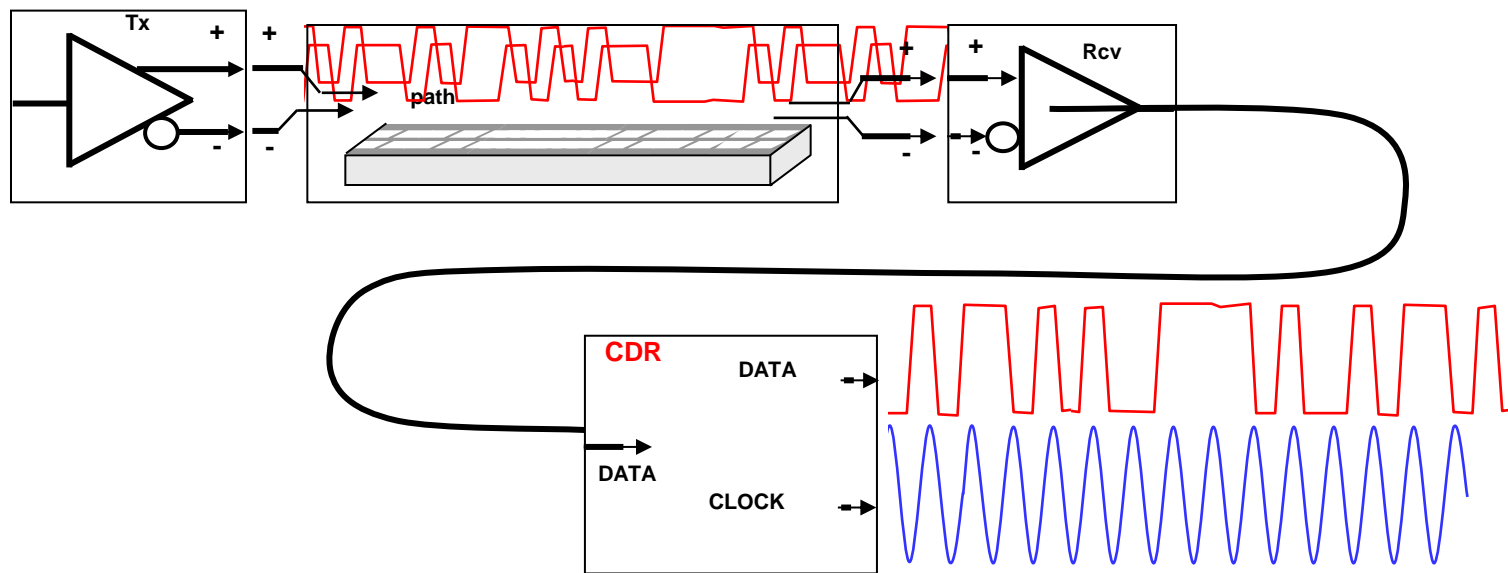 Tx
+
+
+
+
Rcv
path
-
-
-
-
CDR
DATA
DATA
CLOCK